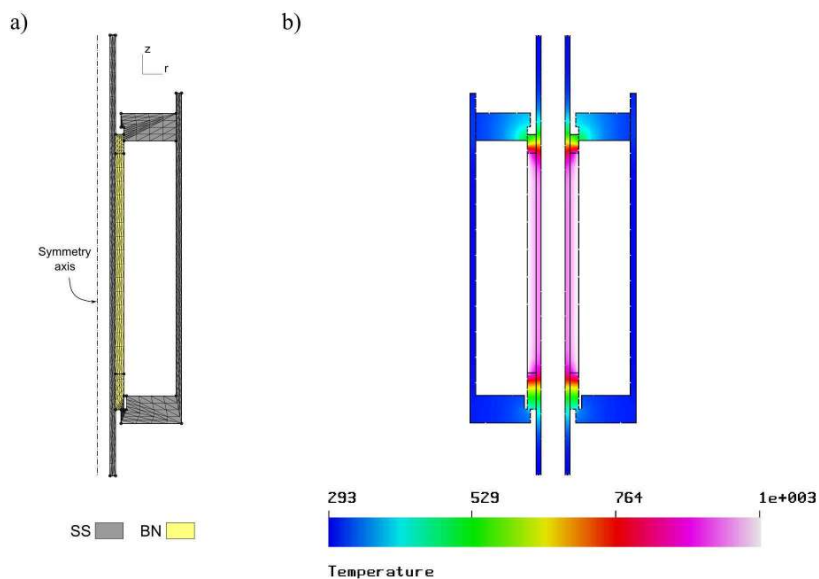 a)
b)
z
r
Symmetry
axis
SS
BN
293 529 764 1e+003
Temperature